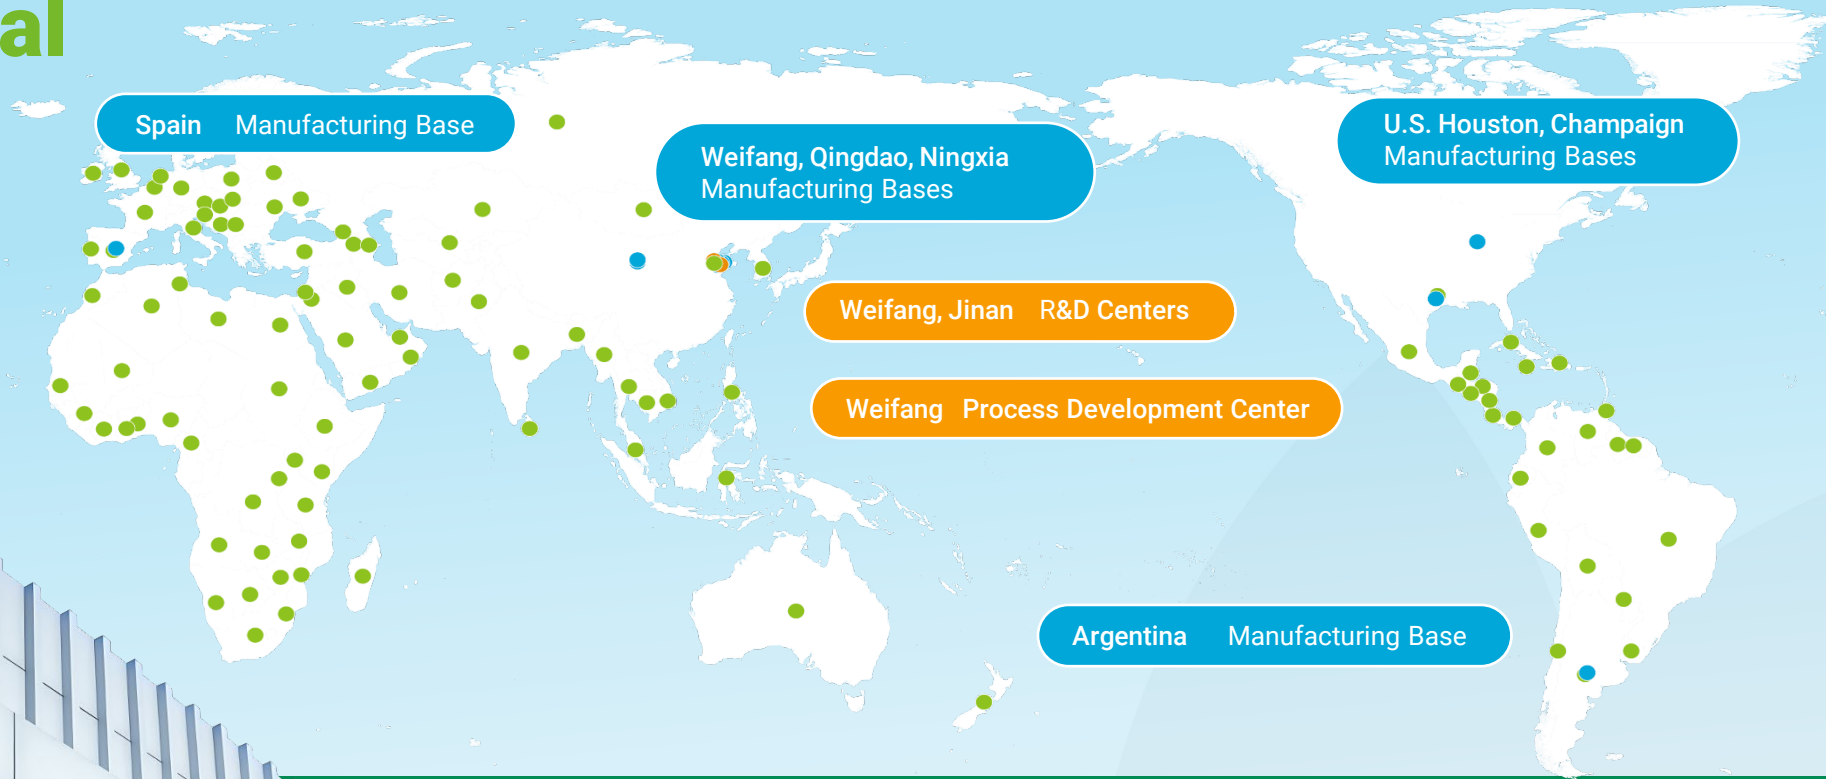 al
Spain Manufacturing Base
Weifang, Qingdao, Ningxia
Manufacturing Bases
U.S. Houston, Champaign
Manufacturing Bases
Weifang, Jinan R&D Centers
Weifang Process Development Center
Argentina Manufacturing Base